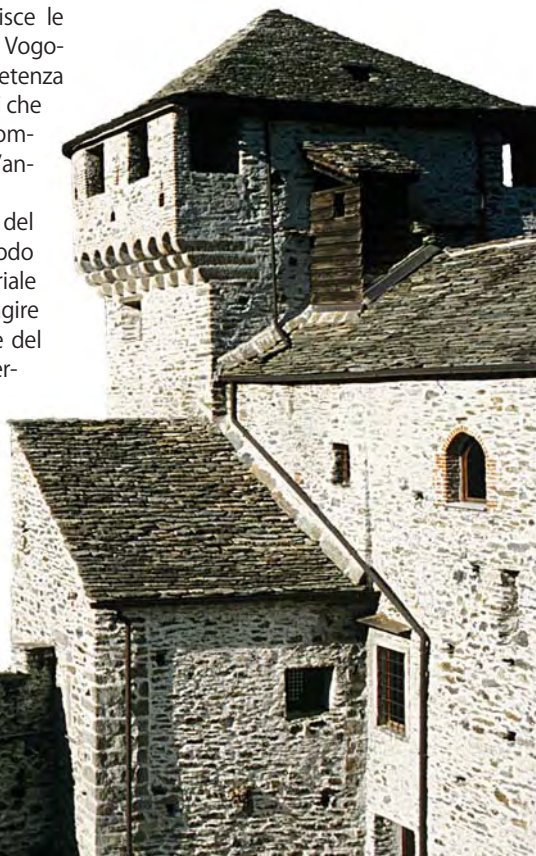 isce le
Vogo-
etenza
che
om-
'an-
del
odo
riale
gire
e del
er-